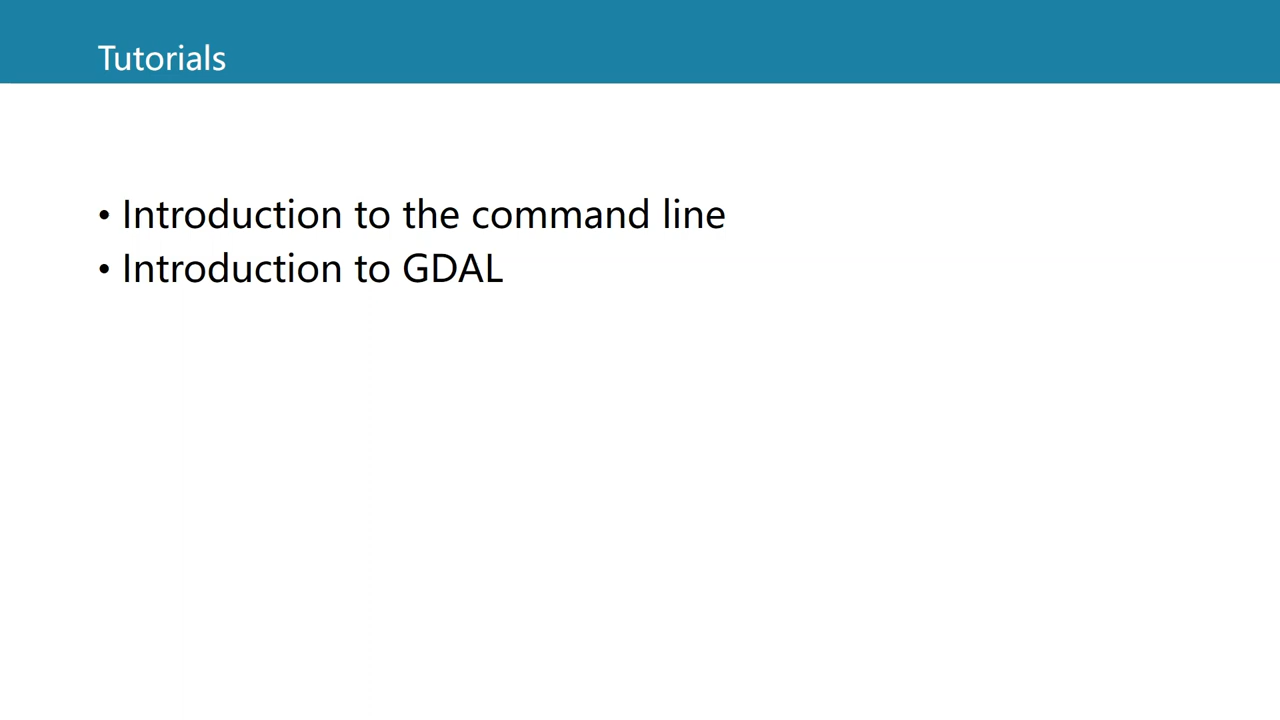 Tutorials
• Introduction to the command line
• Introduction to GDAL